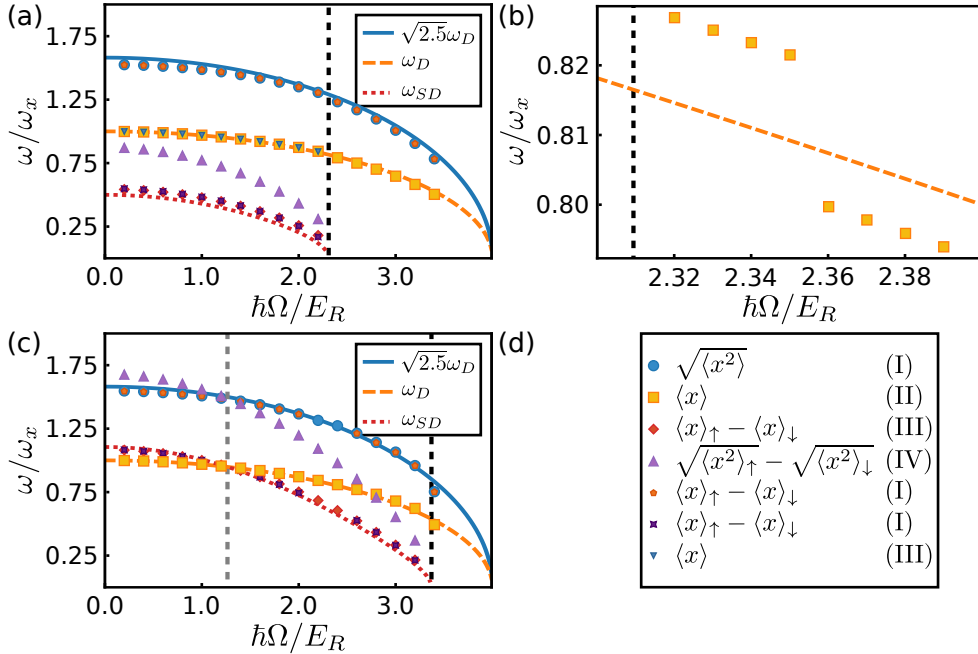 (a)
1.75
1.25
0.75
0.25
ω/ω_x
0.0
1.0
2.0
3.0
ħΩ/E_R
√2.5ω_D
ω_D
ω_SD
(b)
0.82
0.81
0.80
ω/ω_x
2.32
2.34
2.36
2.38
ħΩ/E_R
(c)
1.75
1.25
0.75
0.25
ω/ω_x
0.0
1.0
2.0
3.0
ħΩ/E_R
√2.5ω_D
ω_D
ω_SD
(d)
√⟨x²⟩ (I)
⟨x⟩ (II)
⟨x⟩↑ − ⟨x⟩↓ (III)
√⟨x²⟩↑ − √⟨x²⟩↓ (IV)
⟨x⟩↑ − ⟨x⟩↓ (I)
⟨x⟩↑ − ⟨x⟩↓ (I)
⟨x⟩ (III)